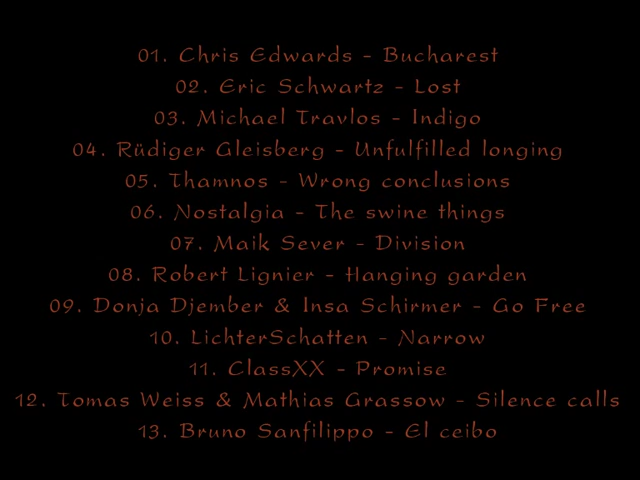 01. Chris Edwards - Bucharest
02. Eric Schwartz - Lost
03. Michael Travlos - Indigo
04. Rüdiger Gleisberg - Unfulfilled longing
05. Thamnos - Wrong conclusions
06. Nostalgia - The swine things
07. Maik Sever - Division
08. Robert Lignier - Hanging garden
09. Donja Djember & Insa Schirmer - Go Free
10. LichterSchatten - Narrow
11. ClassXX - Promise
12. Tomas Weiss & Mathias Grassow - Silence calls
13. Bruno Sanfilippo - El ceibo